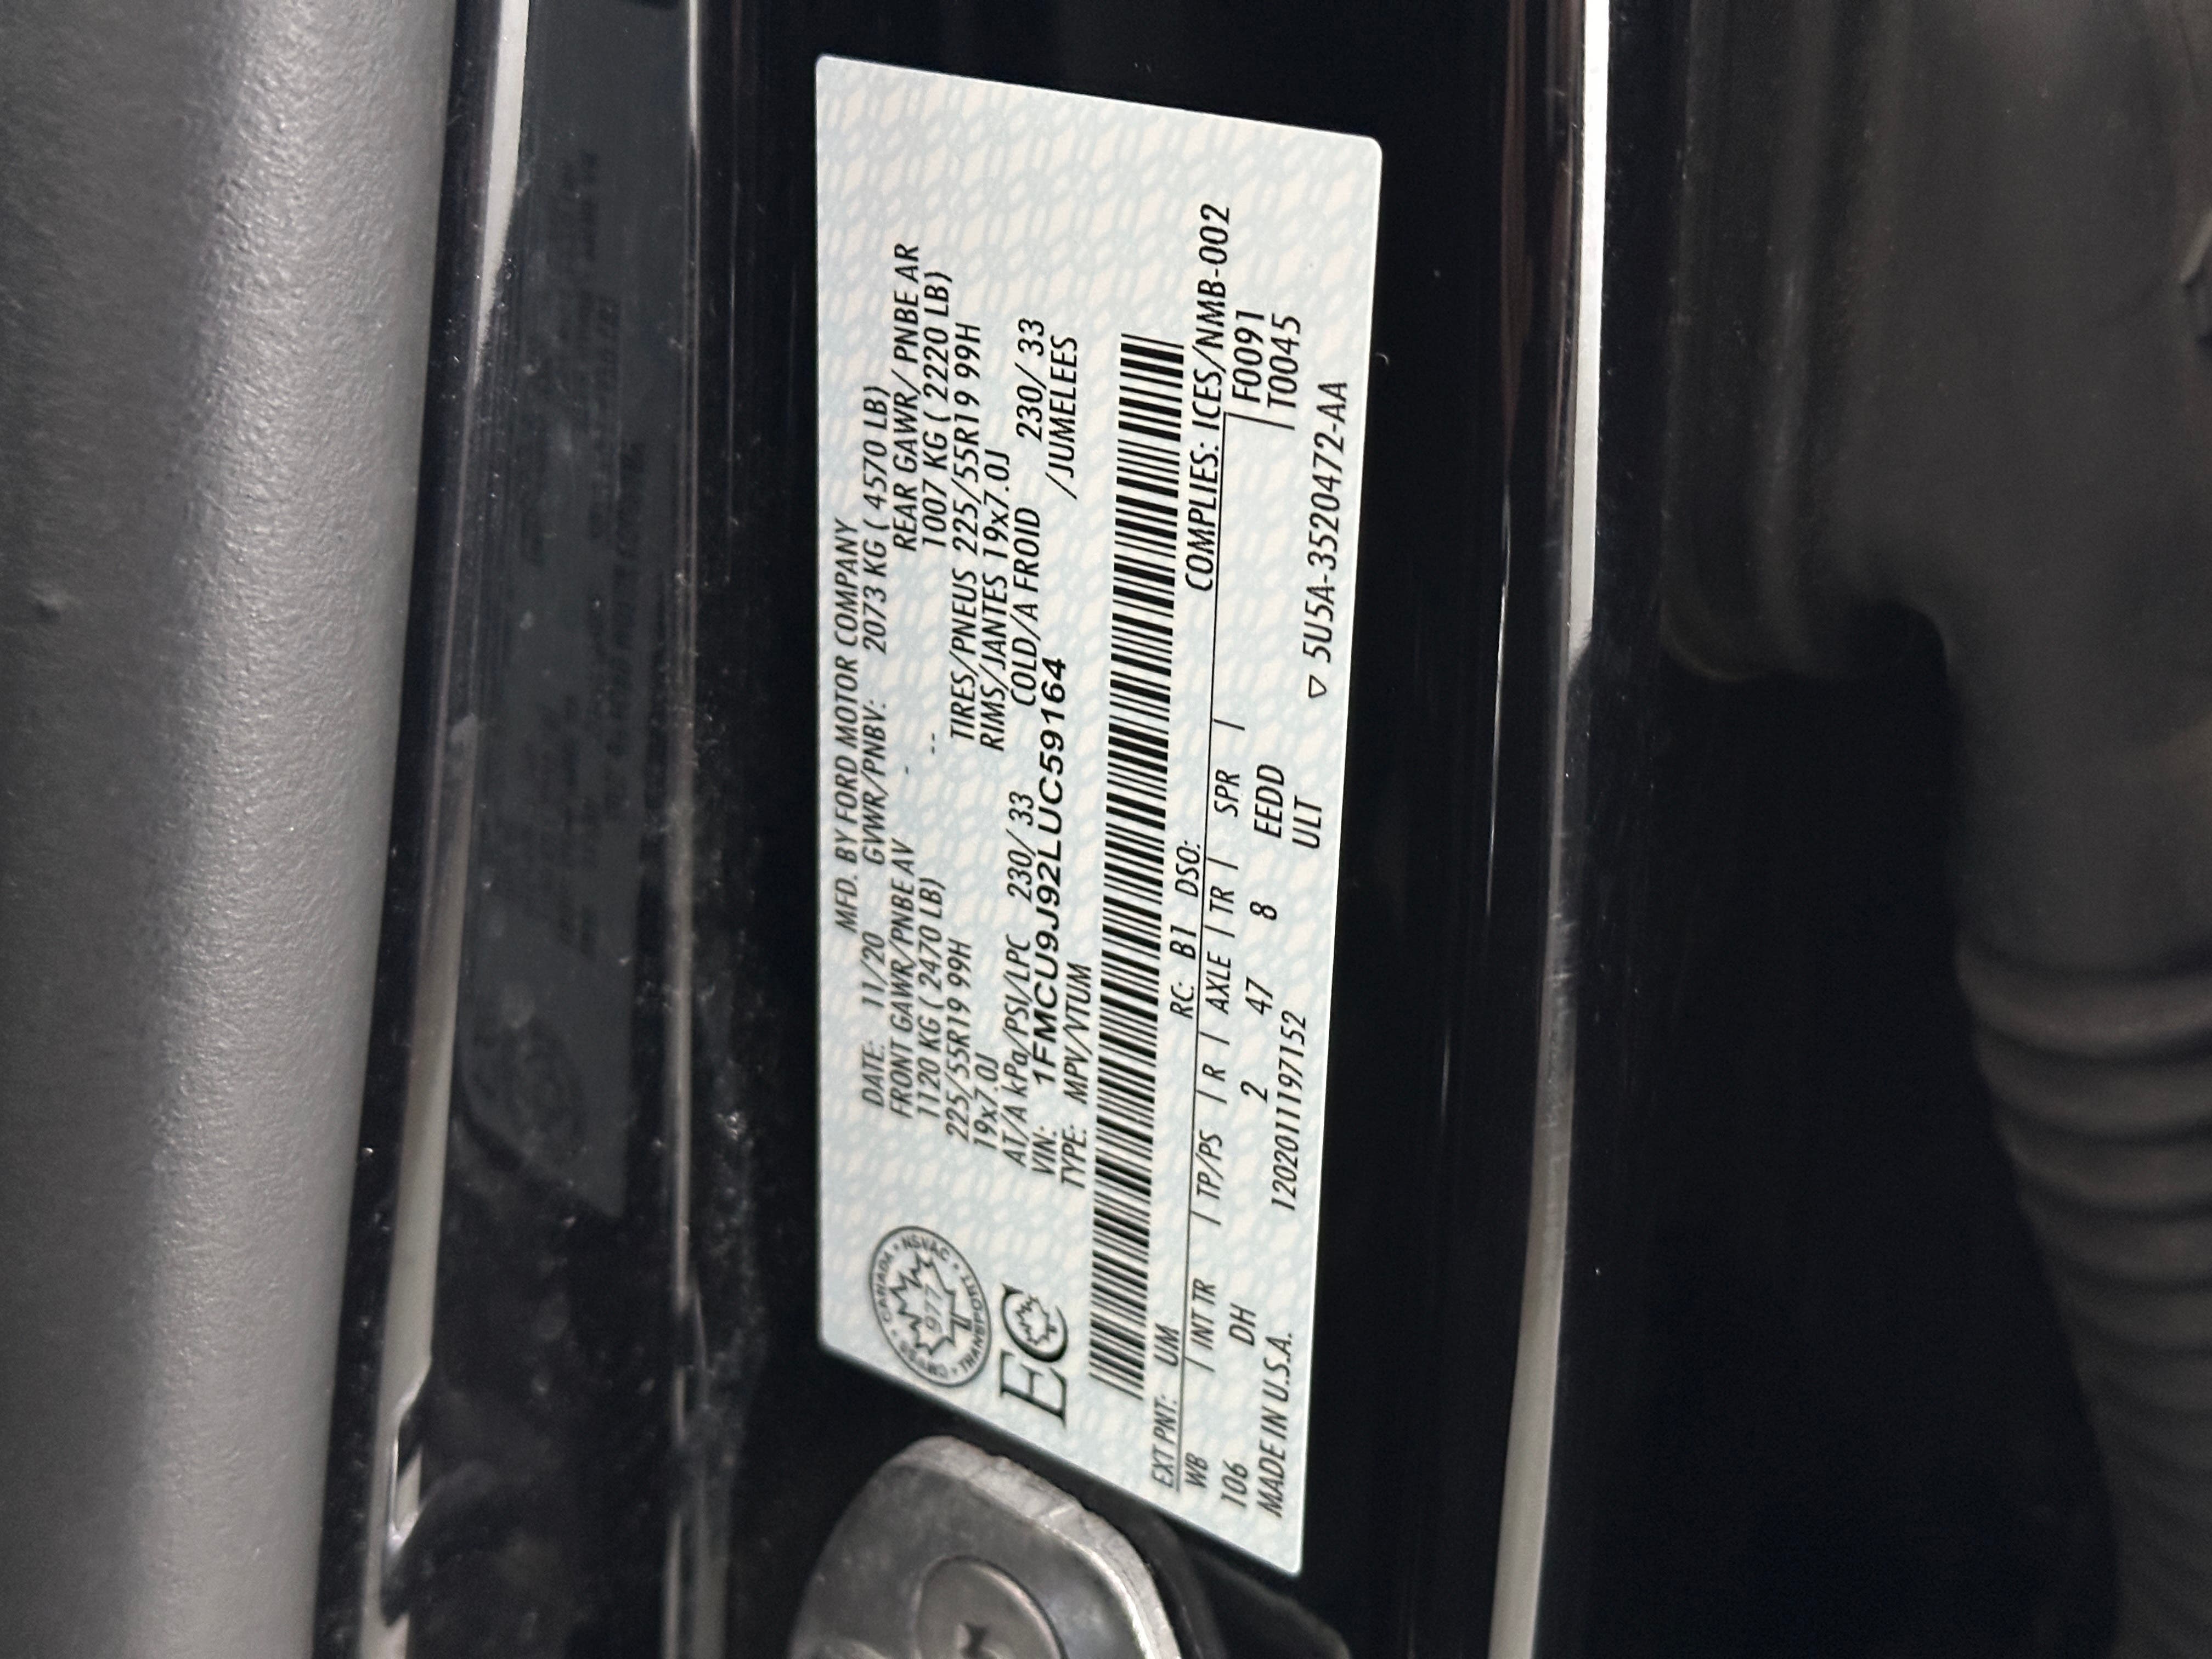 MFD. BY FORD MOTOR COMPANY
DATE: 11/20 GVWR/PNBV: 2073 KG ( 4570 LB)
FRONT GAWR/PNBE AV - REAR GAWR/ PNBE AR
1120 KG ( 2470 LB) -- 1007 KG ( 2220 LB)
225/55R19 99H TIRES/PNEUS 225/55R19 99H
19x7.0J RIMS/JANTES 19x7.0J
AT/A kPa/PSI/LPC 230/ 33 COLD/A FROID 230/ 33
VIN: 1FMCU9J92LUC59164 /JUMELEES
TYPE: MPV/VTUM
CANADA • NSVAC • TRANSPORT •
977
T
EC
EXT PNT: UM RC: B1 DSO: COMPLIES: ICES/NMB-002
WB | INT TR | TP/PS | R | AXLE | TR | SPR | F0091
106 DH 2 47 8 EEDD | T0045
MADE IN U.S.A. 12020111197152 ULT
▽ 5U5A-3520472-AA